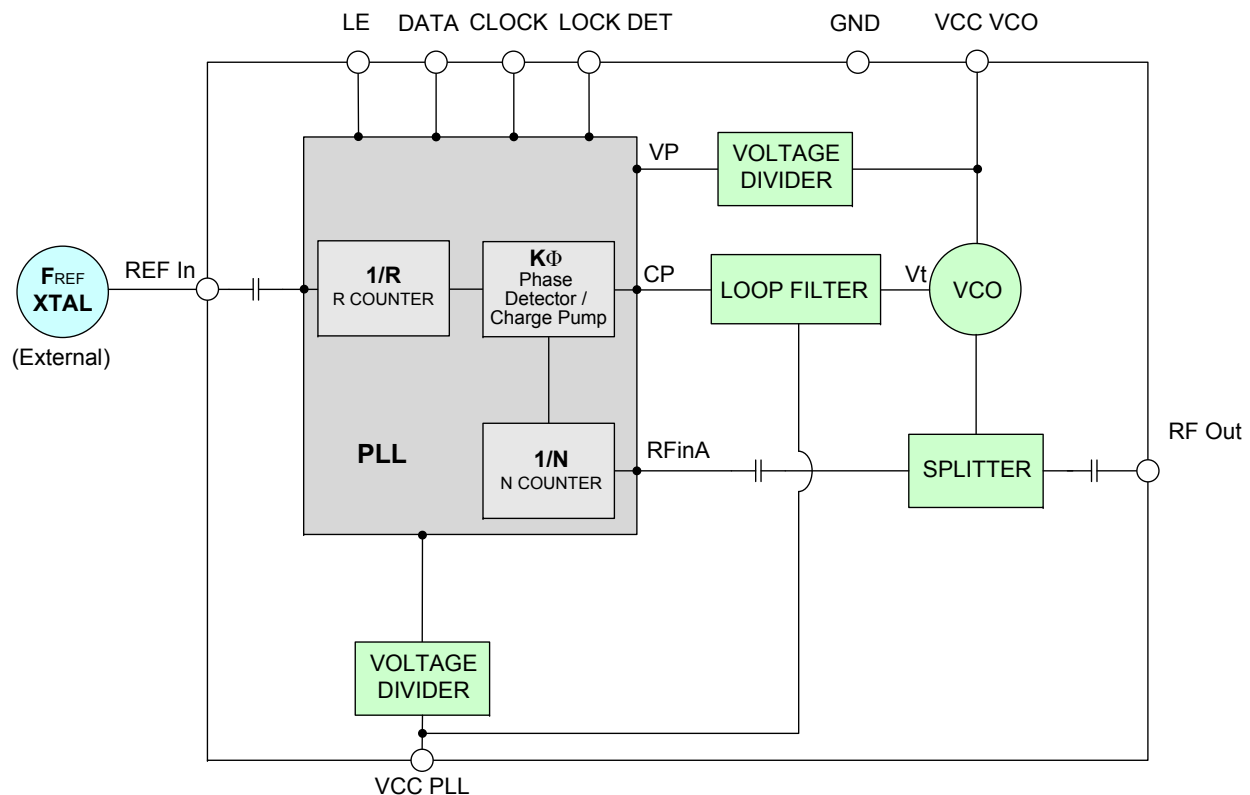 LE
DATA
CLOCK
LOCK DET
GND
VCC VCO
VP
VOLTAGE
DIVIDER
FREF
XTAL
(External)
REF In
1/R
R COUNTER
KΦ
Phase
Detector /
Charge Pump
CP
LOOP FILTER
Vt
VCO
PLL
1/N
N COUNTER
RFinA
SPLITTER
RF Out
VOLTAGE
DIVIDER
VCC PLL